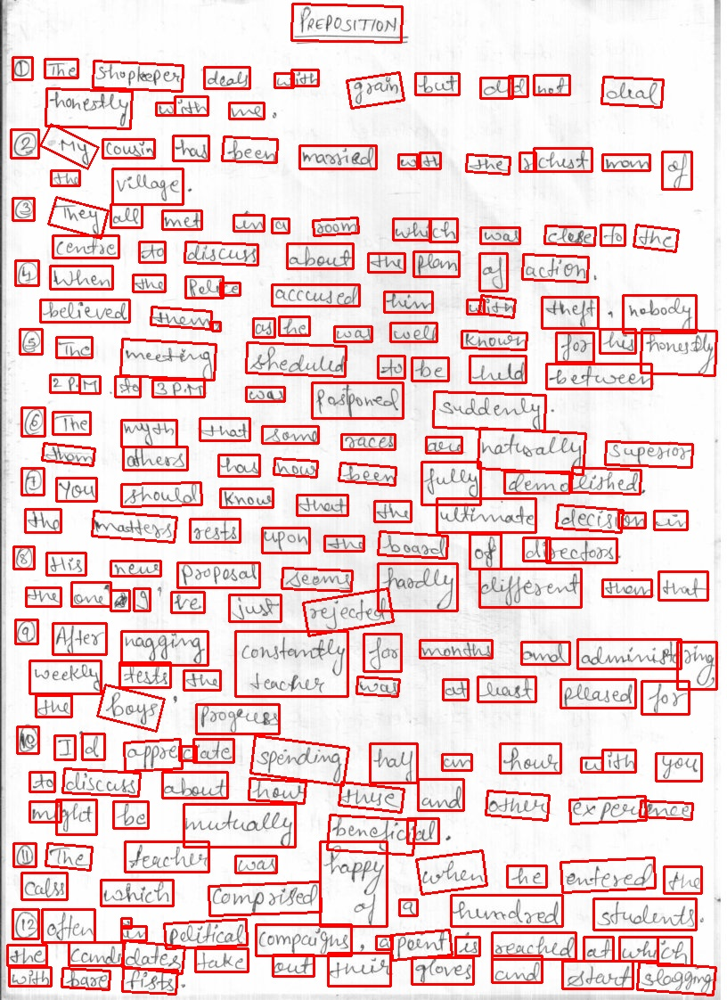 PREPOSITION
① The shopkeeper deals with grain but did not deal
honestly with me.
② My cousin has been married with the richest man of
the village.
③ They all met in a room which was close to the
centre to discuss about the plan of action.
④ When the Police acccused him with theft, nobody
believed them, as he was well known for his honestly
⑤ The meeting sheduled to be held between
2 P.M. to 3 P.M was postponed suddenly.
⑥ The myth that some races are naturally superior
than others has now been fully demolished.
⑦ You should know that the ultimate decision in
the matters rests upon the board of directors.
⑧ His new proposal seems hardly different than that
the one I've just rejected
⑨ After nagging constantly for months and administering
weekly tests the teacher was at least pleased for
the boys' progress
⑩ I'd appreciate spending half an hour with you
to discuss about how these and other experience
might be mutually beneficial.
⑪ The teacher was happy when he entered the
calss which comprised of a hundred students.
⑫ often in political compaigns, a point is reached at which
the candidates take out their gloves and start slogging
with bare fists.